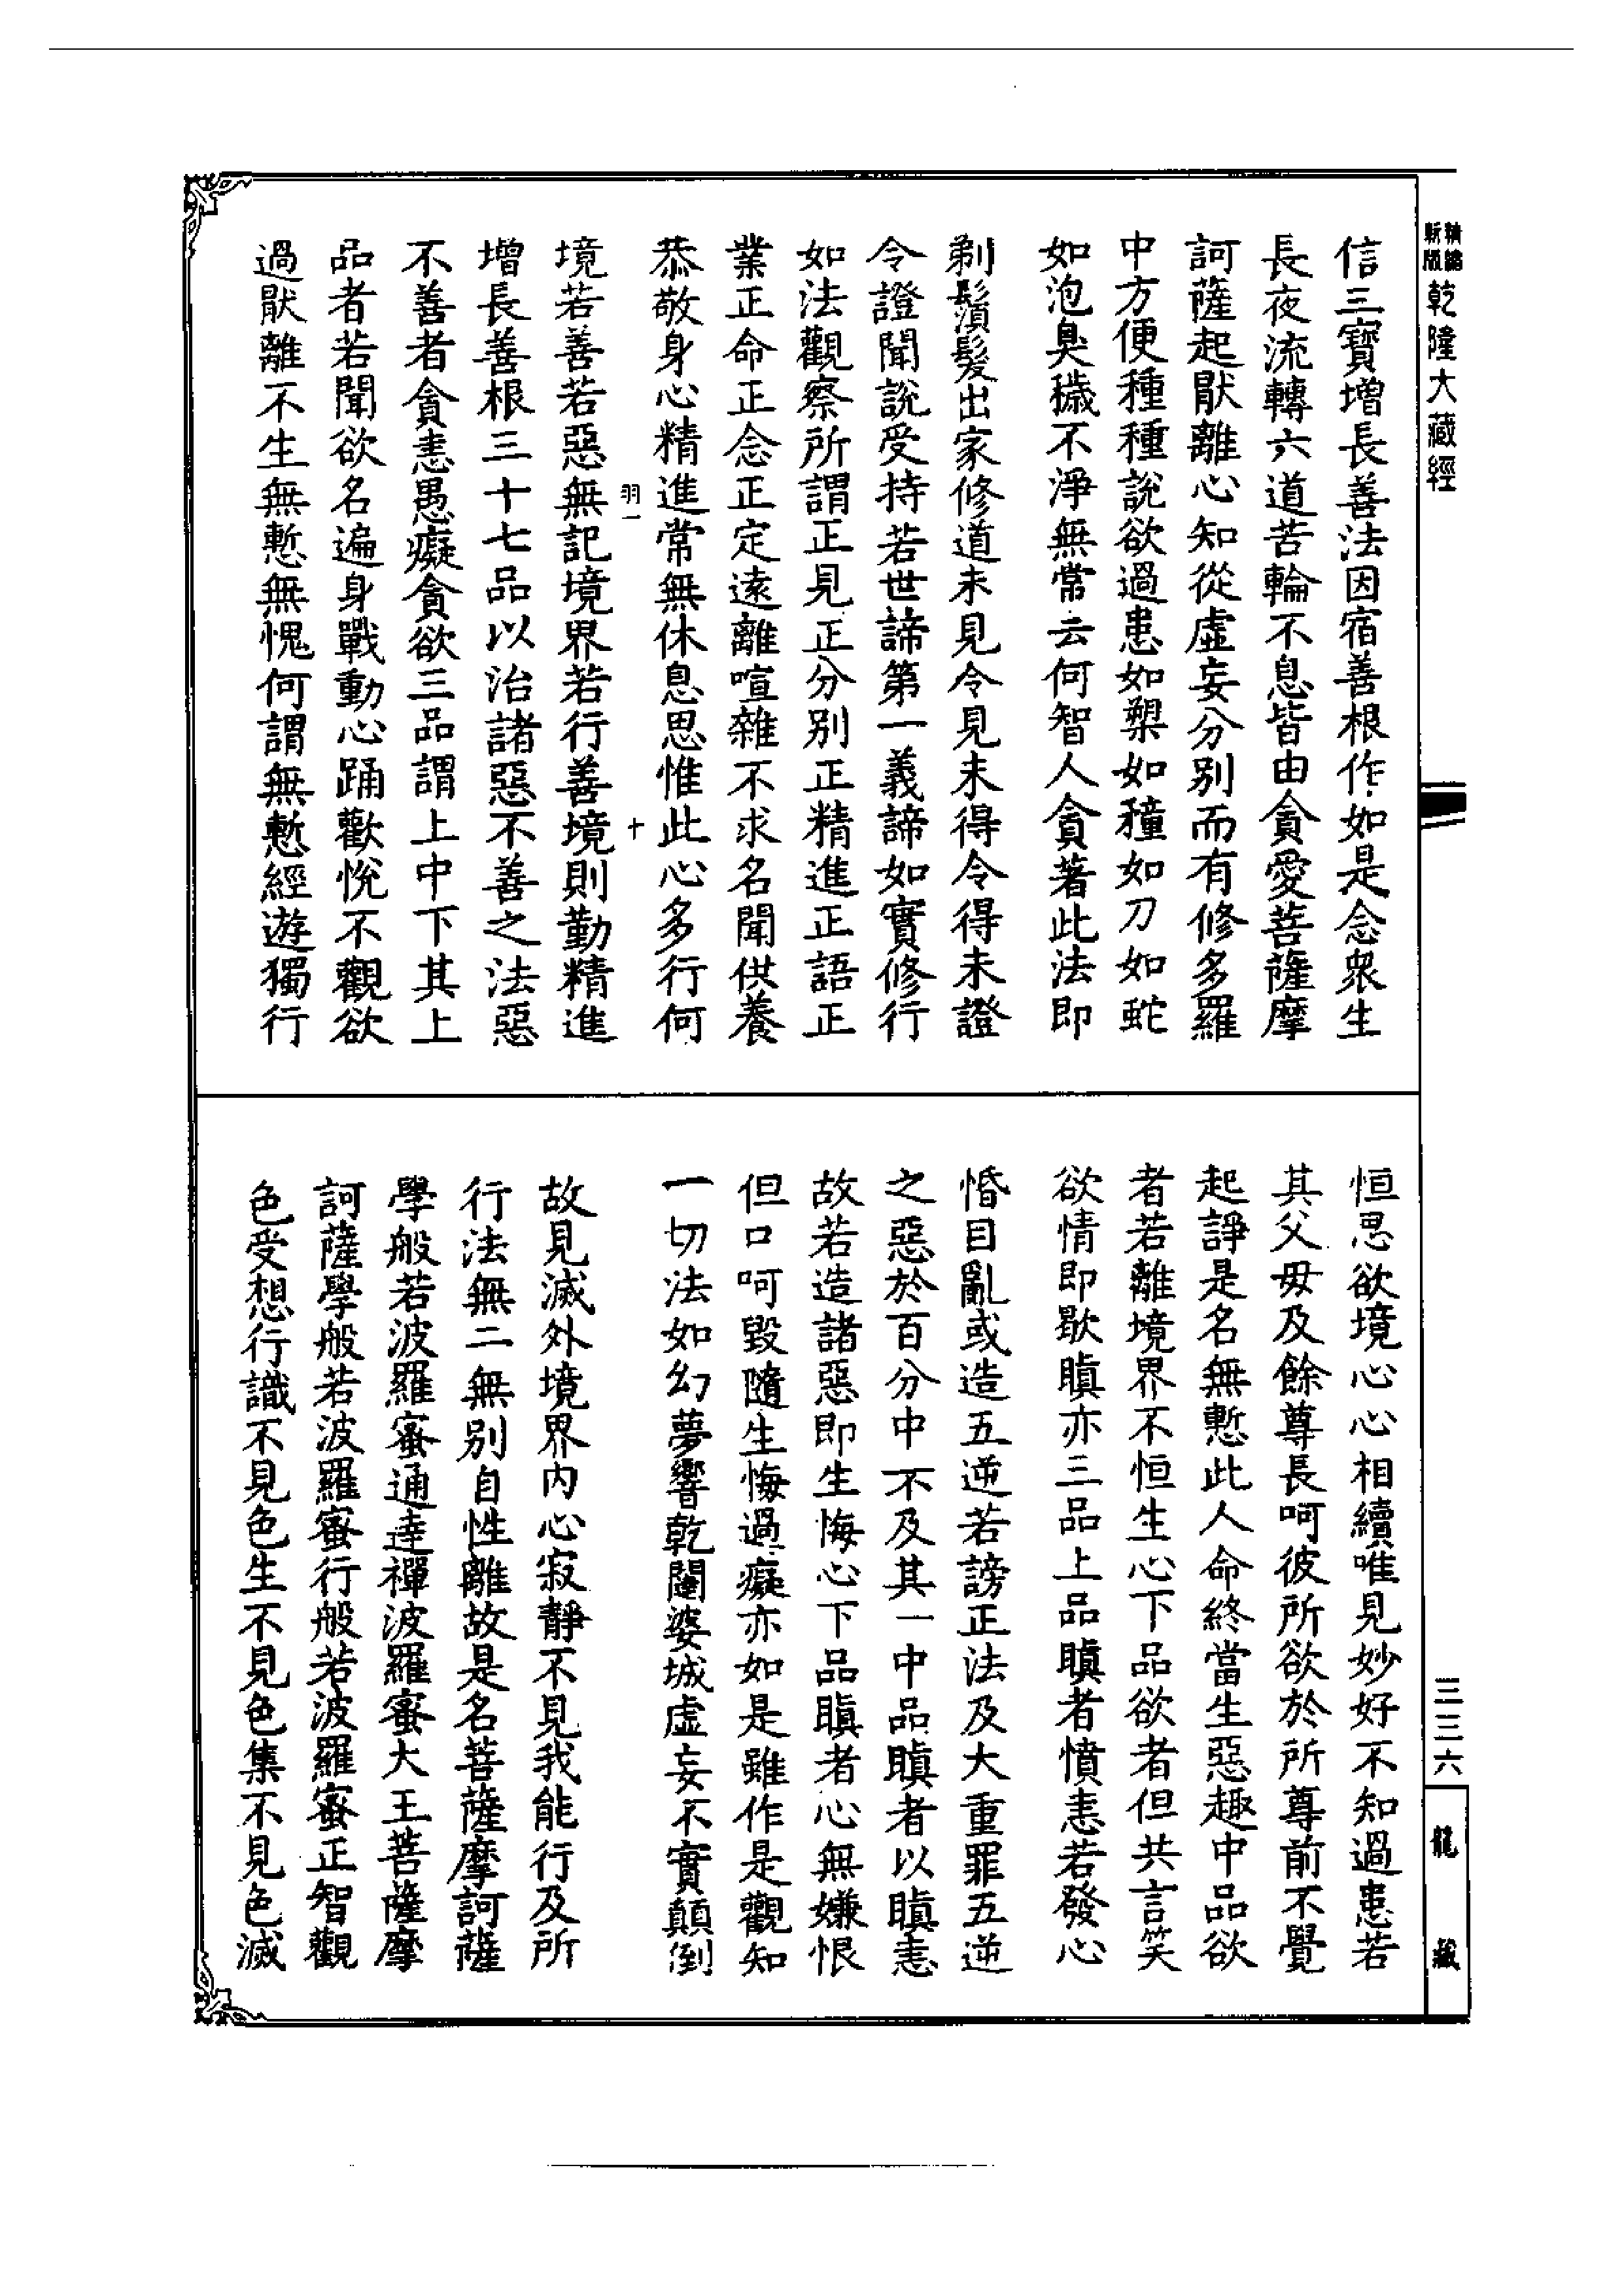 精編
新版
乾隆大藏經
信三寶增長善法因宿善根作如是念衆生
長夜流轉六道苦輪不息皆由貪愛菩薩摩
訶薩起厭離心知從虛妄分別而有修多羅
中方便種種說欲過患如槊如穜如刀如蛇
如泡臭穢不淨無常云何智人貪著此法即
剃鬚髮出家修道未見令見未得令得未證
令證聞說受持若世諦第一義諦如實修行
如法觀察所謂正見正分別正精進正語正
業正命正念正定遠離喧雜不求名聞供養
恭敬身心精進常無休息思惟此心多行何
羽一
十
境若善若惡無記境界若行善境則勤精進
增長善根三十七品以治諸惡不善之法惡
不善者貪恚愚癡貪欲三品謂上中下其上
品者若聞欲名遍身戰動心踊歡悅不觀欲
過厭離不生無慙無愧何謂無慙經遊獨行
恒思欲境心心相續唯見妙好不知過患若
其父毋及餘尊長呵彼所欲於所尊前不覺
起諍是名無慙此人命終當生惡趣中品欲
者若離境界不恒生心下品欲者但共言笑
欲情即歇瞋亦三品上品瞋者憤恚若發心
惛目亂或造五逆若謗正法及大重罪五逆
之惡於百分中不及其一中品瞋者以瞋恚
故若造諸惡即生悔心下品瞋者心無嫌恨
但口呵毀隨生悔過癡亦如是雖作是觀知
一切法如幻夢響乾闥婆城虛妄不實顛倒
故見滅外境界內心寂靜不見我能行及所
行法無二無別自性離故是名菩薩摩訶薩
學般若波羅蜜通達禪波羅蜜大王菩薩摩
訶薩學般若波羅蜜行般若波羅蜜正智觀
色受想行識不見色生不見色集不見色滅
三三六
龍藏